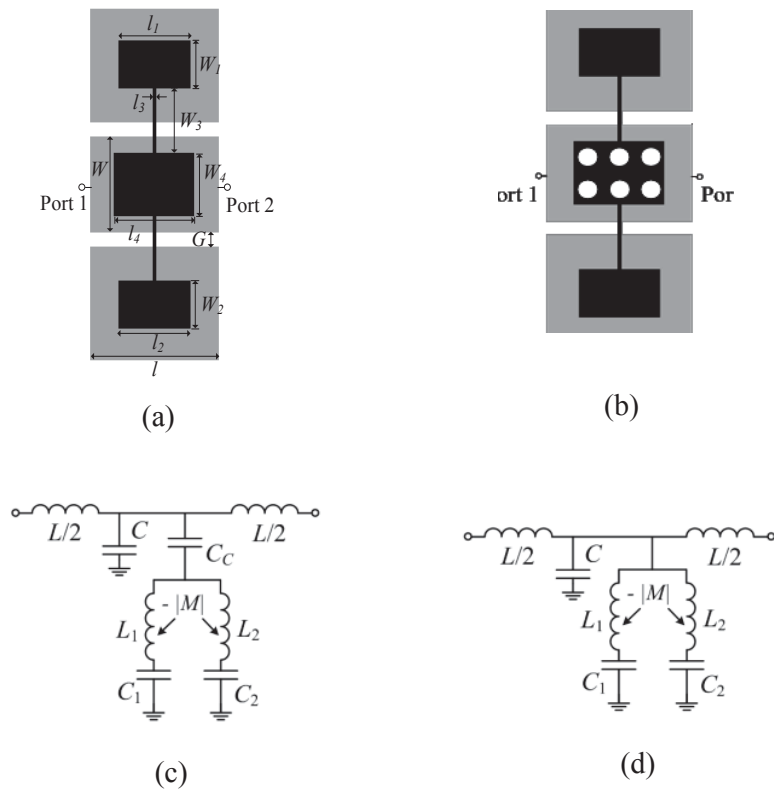 l1
W1
l3
W3
W
W4
Port 1
Port 2
l4
G
W2
l2
l
(a)
ort 1
Por
(b)
L/2
C
CC
L/2
- |M|
L1
L2
C1
C2
(c)
L/2
C
L/2
- |M|
L1
L2
C1
C2
(d)